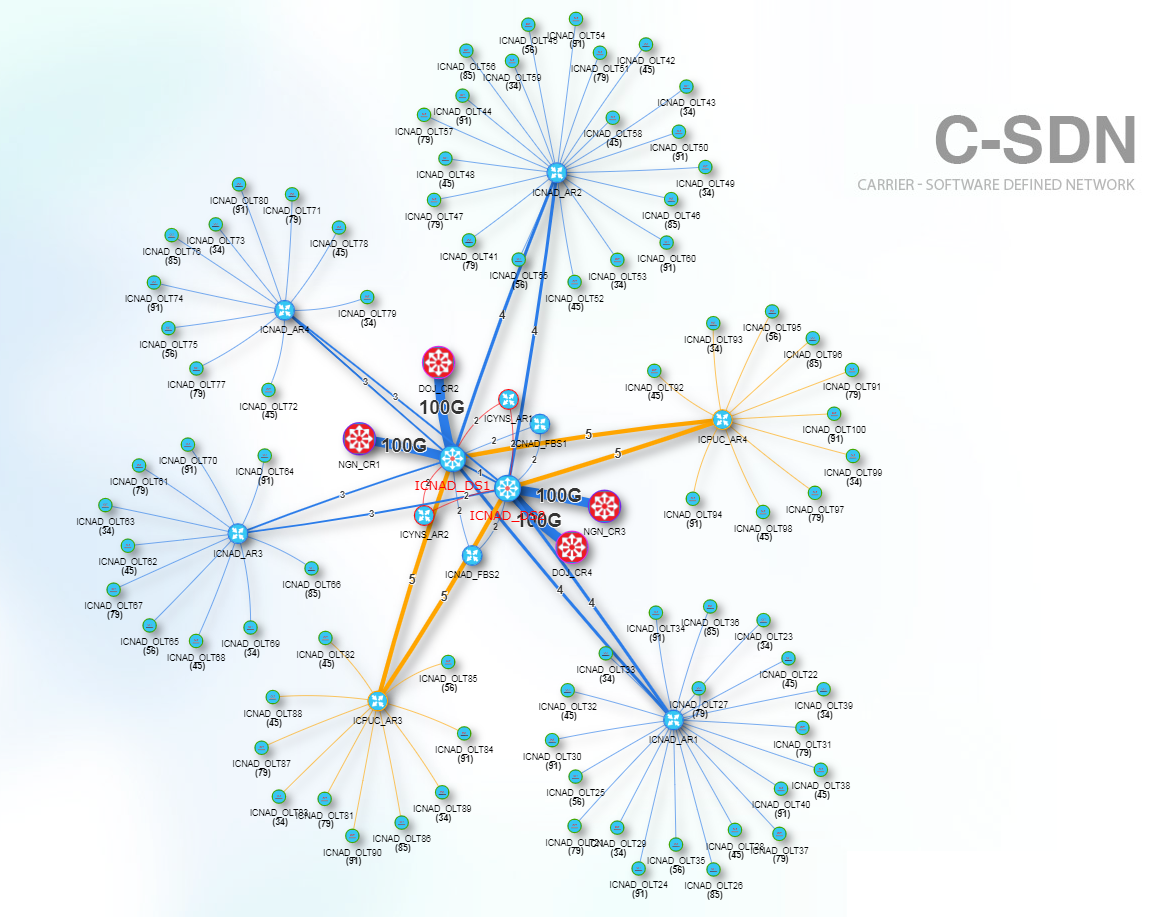 ICNAD_OLT54
(91)
(56)
ICNAD_OLT42
(45)
ICNAD_OLT51
(79)
ICNAD_OLT56
(85)
ICNAD_OLT59
(34)
C-SDN
CARRIER - SOFTWARE DEFINED NETWORK
ICNAD_OLT43
(34)
ICNAD_OLT44
(91)
ICNAD_OLT57
(79)
ICNAD_OLT58
(45)
ICNAD_OLT50
(91)
ICNAD_OLT48
(45)
ICNAD_OLT49
(34)
ICNAD_AR2
ICNAD_OLT47
(79)
ICNAD_OLT46
(85)
ICNAD_OLT41
(79)
ICNAD_OLT60
(91)
ICNAD_OLT55
(56)
ICNAD_OLT53
(34)
ICNAD_OLT52
(45)
ICNAD_OLT80
(91)
ICNAD_OLT71
(79)
ICNAD_OLT73
(34)
ICNAD_OLT78
(45)
ICNAD_OLT76
(85)
ICNAD_OLT74
(91)
ICNAD_OLT79
(34)
ICNAD_AR4
ICNAD_OLT75
(56)
ICNAD_OLT77
(79)
ICNAD_OLT72
(45)
4
4
3
3
DOJ_CR2
100G
NGN_CR1
100G
ICYNS_AR1
2
2
ICNAD_FBS1
2
2
ICNAD_OLT95
(56)
ICNAD_OLT93
(34)
ICNAD_OLT96
(85)
ICNAD_OLT92
(45)
ICNAD_OLT91
(79)
ICNAD_OLT100
(91)
ICPUC_AR4
5
5
ICNAD_OLT99
(34)
ICNAD_OLT94
(91)
ICNAD_OLT98
(45)
ICNAD_OLT97
(79)
1
ICNAD_DS1
2
2
100G
NGN_CR3
100G
DOJ_CR4
ICYNS_AR2
2
2
ICNAD_FBS2
ICNAD_OLT70
(91)
ICNAD_OLT64
(91)
ICNAD_OLT61
(79)
ICNAD_OLT63
(34)
3
3
ICNAD_AR3
ICNAD_OLT62
(45)
ICNAD_OLT66
(85)
ICNAD_OLT67
(79)
ICNAD_OLT65
(56)
ICNAD_OLT68
(45)
ICNAD_OLT69
(34)
5
5
4
4
ICNAD_OLT82
(45)
ICNAD_OLT85
(56)
ICNAD_OLT88
(45)
ICPUC_AR3
ICNAD_OLT84
(91)
ICNAD_OLT87
(79)
ICNAD_OLT81
(79)
(34)
ICNAD_OLT89
(34)
ICNAD_OLT86
(85)
ICNAD_OLT90
(91)
ICNAD_OLT34
(91)
ICNAD_OLT36
(85)
ICNAD_OLT23
(34)
ICNAD_OLT33
(34)
ICNAD_OLT22
(45)
ICNAD_OLT32
(45)
ICNAD_OLT27
(79)
ICNAD_OLT39
(34)
ICNAD_AR1
ICNAD_OLT30
(91)
ICNAD_OLT31
(79)
ICNAD_OLT25
(56)
ICNAD_OLT38
(45)
ICNAD_OLT40
(91)
(79)
ICNAD_OLT29
(34)
(45)
ICNAD_OLT37
(79)
ICNAD_OLT35
(56)
ICNAD_OLT24
(91)
ICNAD_OLT26
(85)